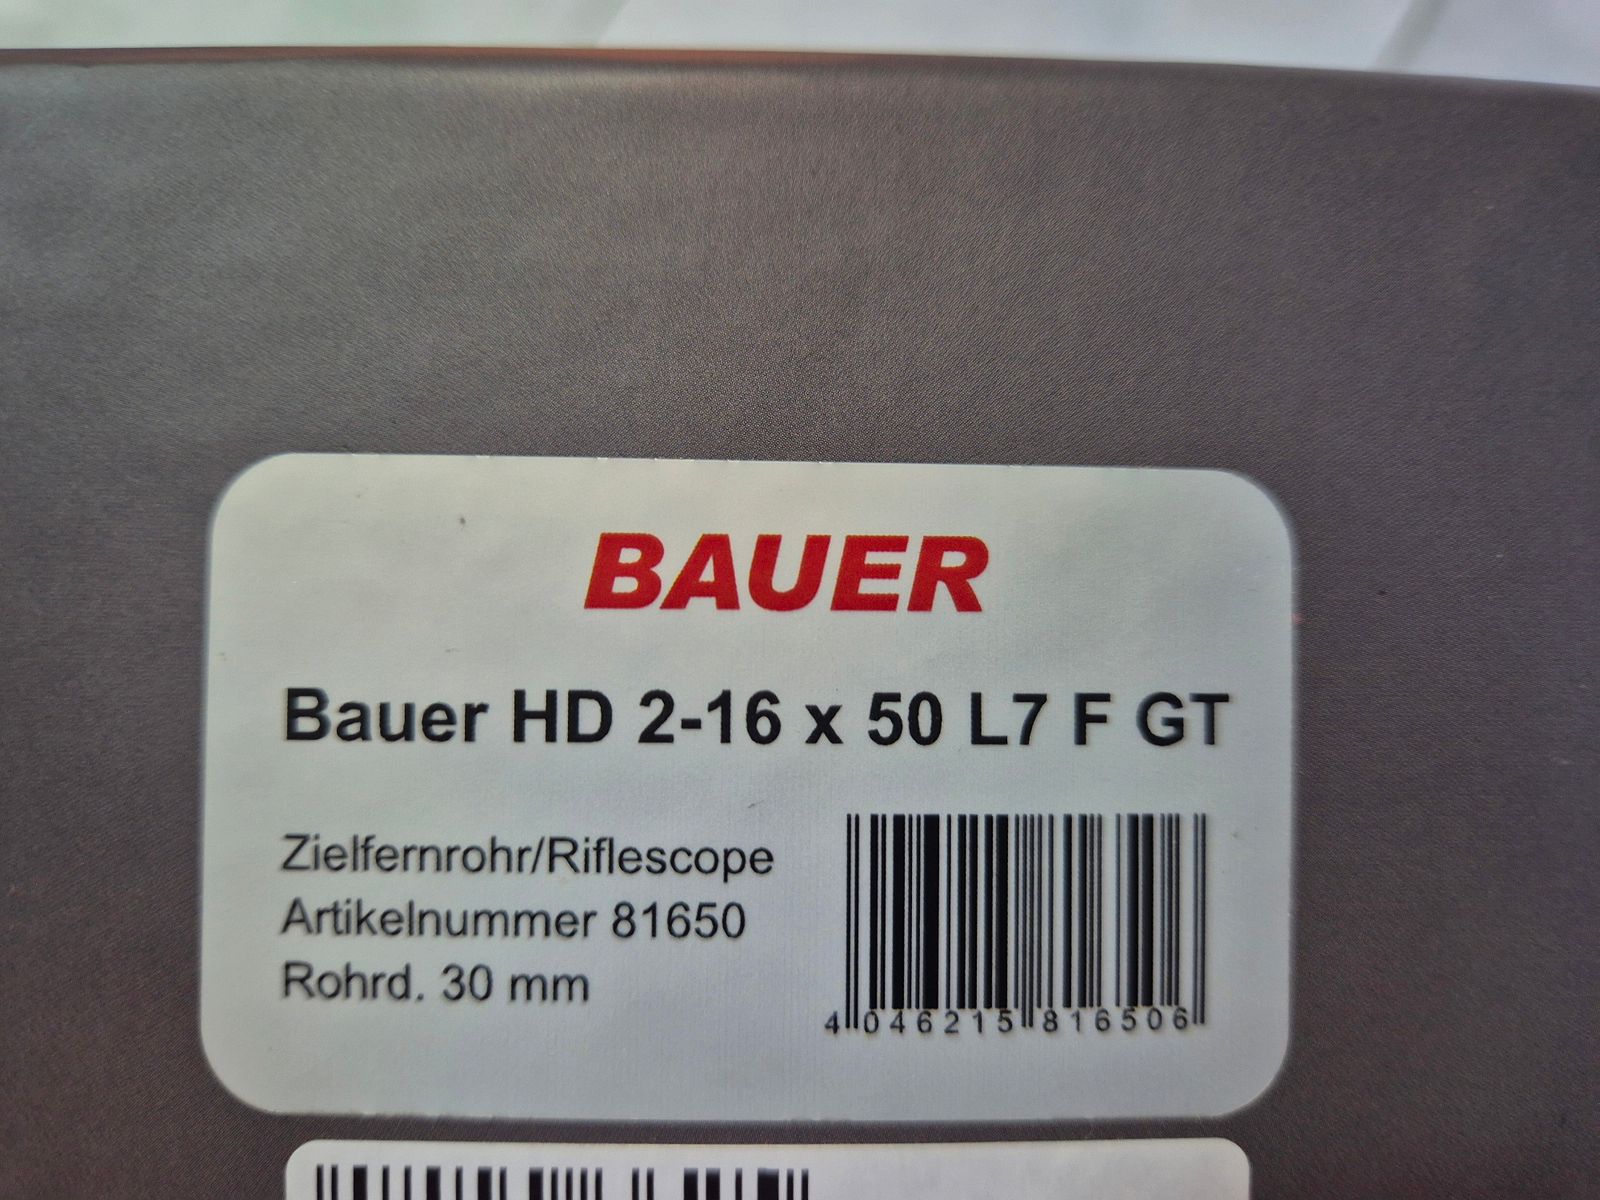 BAUER
Bauer HD 2-16 x 50 L7 F GT
Zielfernrohr/Riflescope
Artikelnummer 81650
Rohrd. 30 mm
4 046215 816506